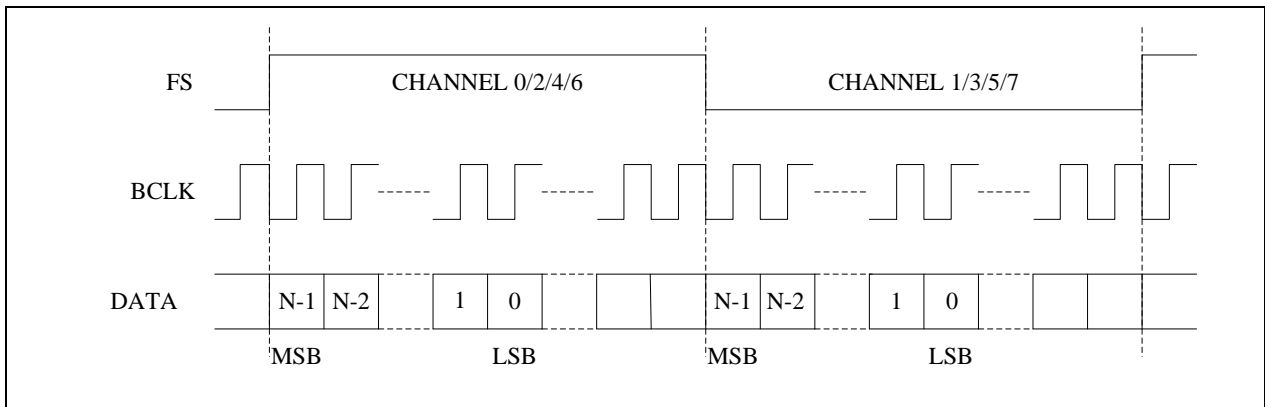 FS CHANNEL 0/2/4/6 CHANNEL 1/3/5/7
BCLK
DATA N-1 N-2 1 0 N-1 N-2 1 0
MSB LSB MSB LSB